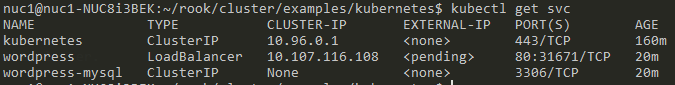 nuc1@nuc1-NUC8i3BEK:~/rook/cluster/examples/kubernetes$ kubectl get svc
NAME TYPE CLUSTER-IP EXTERNAL-IP PORT(S) AGE
kubernetes ClusterIP 10.96.0.1 <none> 443/TCP 160m
wordpress LoadBalancer 10.107.116.108 <pending> 80:31671/TCP 20m
wordpress-mysql ClusterIP None <none> 3306/TCP 20m